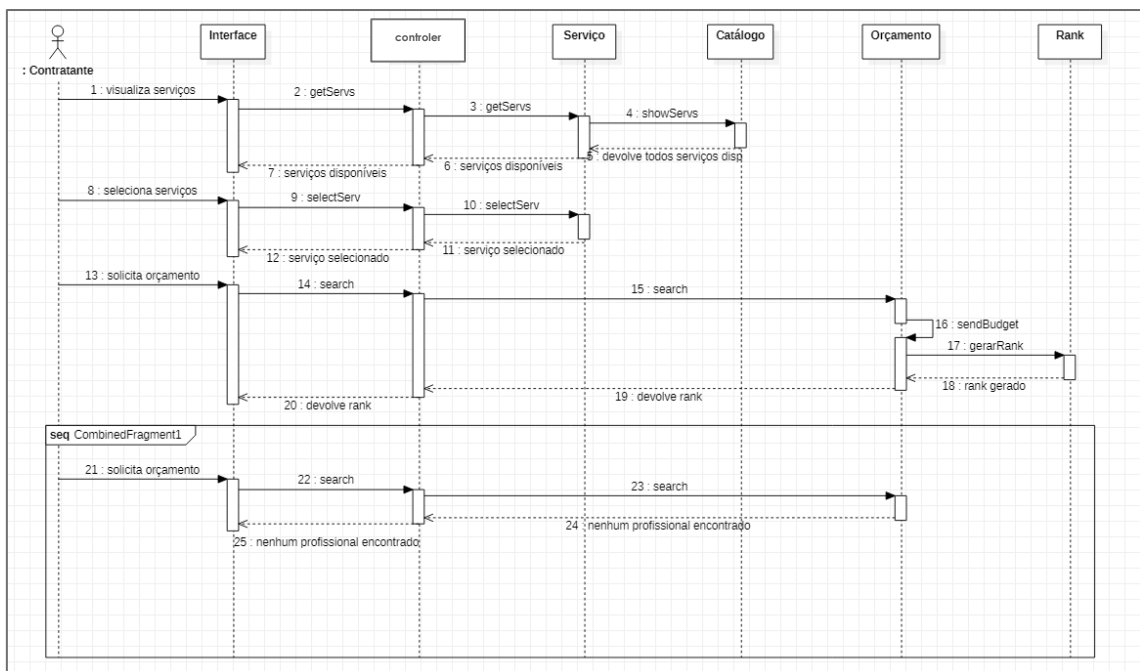 Interface
controler
Serviço
Catálogo
Orçamento
Rank
: Contratante
1 : visualiza serviços
2 : getServs
3 : getServs
4 : showServs
5 : devolve todos serviços disp
6 : serviços disponíveis
7 : serviços disponíveis
8 : seleciona serviços
9 : selectServ
10 : selectServ
11 : serviço selecionado
12 : serviço selecionado
13 : solicita orçamento
14 : search
15 : search
16 : sendBudget
17 : gerarRank
18 : rank gerado
19 : devolve rank
20 : devolve rank
seq CombinedFragment1
21 : solicita orçamento
22 : search
23 : search
24 : nenhum profissional encontrado
25 : nenhum profissional encontrado